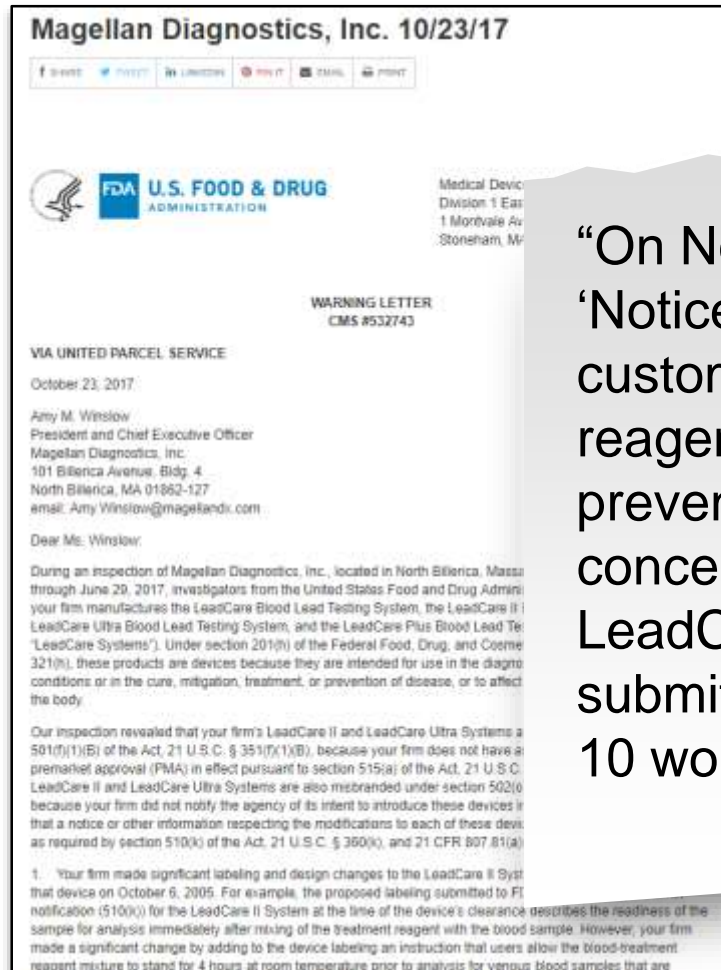 Magellan Diagnostics, Inc. 10/23/17
f SHARE TWEET in LINKEDIN PIN IT EMAIL PRINT
FDA U.S. FOOD & DRUG
ADMINISTRATION
Medical Device
Division 1 East
1 Montvale Av
Stoneham, MA
WARNING LETTER
CMS #532743
VIA UNITED PARCEL SERVICE
October 23, 2017
Amy M. Winslow
President and Chief Executive Officer
Magellan Diagnostics, Inc.
101 Billerica Avenue, Bldg. 4
North Billerica, MA 01862-127
email: Amy.Winslow@magellandx.com
Dear Ms. Winslow:
During an inspection of Magellan Diagnostics, Inc., located in North Billerica, Massa
through June 29, 2017, investigators from the United States Food and Drug Admini
your firm manufactures the LeadCare Blood Lead Testing System, the LeadCare II
LeadCare Ultra Blood Lead Testing System, and the LeadCare Plus Blood Lead Te
"LeadCare Systems"). Under section 201(h) of the Federal Food, Drug, and Cosme
321(h), these products are devices because they are intended for use in the diagno
conditions or in the cure, mitigation, treatment, or prevention of disease, or to affect
the body.
Our inspection revealed that your firm's LeadCare II and LeadCare Ultra Systems a
501(f)(1)(B) of the Act, 21 U.S.C. § 351(f)(1)(B), because your firm does not have a
premarket approval (PMA) in effect pursuant to section 515(a) of the Act, 21 U.S.C.
LeadCare II and LeadCare Ultra Systems are also misbranded under section 502(o
because your firm did not notify the agency of its intent to introduce these devices i
that a notice or other information respecting the modifications to each of these devi
as required by section 510(k) of the Act, 21 U.S.C. § 360(k), and 21 CFR 807.81(a)
1. Your firm made significant labeling and design changes to the LeadCare II Syst
that device on October 6, 2005. For example, the proposed labeling submitted to F
notification (510(k)) for the LeadCare II System at the time of the device's clearance describes the readiness of the
sample for analysis immediately after mixing of the treatment reagent with the blood sample. However, your firm
made a significant change by adding to the device labeling an instruction that users allow the blood-treatment
reagent mixture to stand for 4 hours at room temperature prior to analysis for venous blood samples that are
“On No
‘Notice
custor
reager
prever
conce
LeadC
submit
10 wo